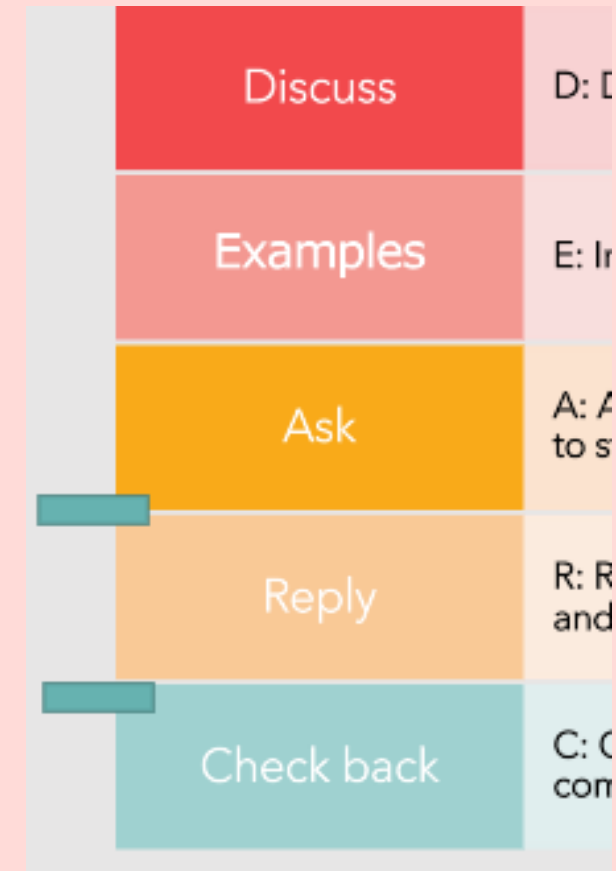 Discuss
D:
Examples
E:
Ask
A:
to
Reply
R:
and
Check back
C: